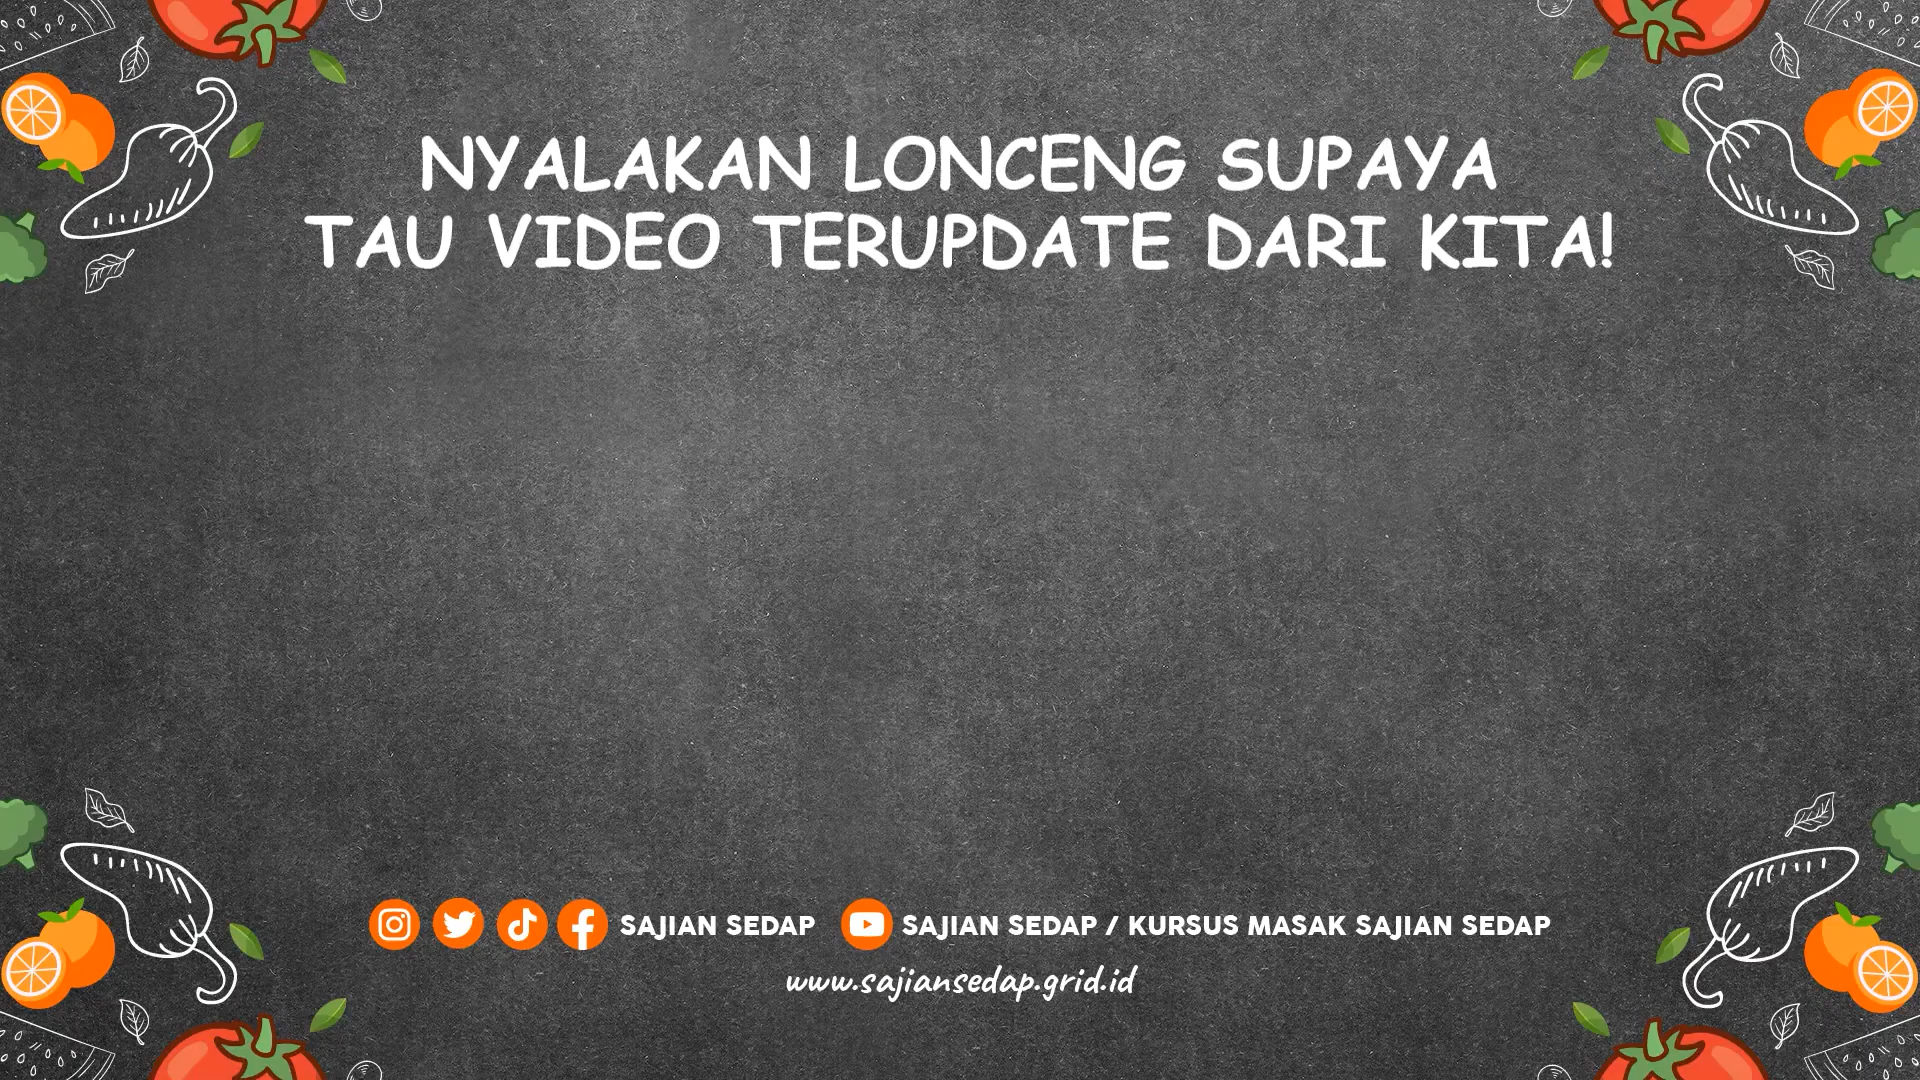 NYALAKAN LONCENG SUPAYA
TAU VIDEO TERUPDATE DARI KITA!
SAJIAN SEDAP SAJIAN SEDAP / KURSUS MASAK SAJIAN SEDAP
www.sajiansedap.grid.id